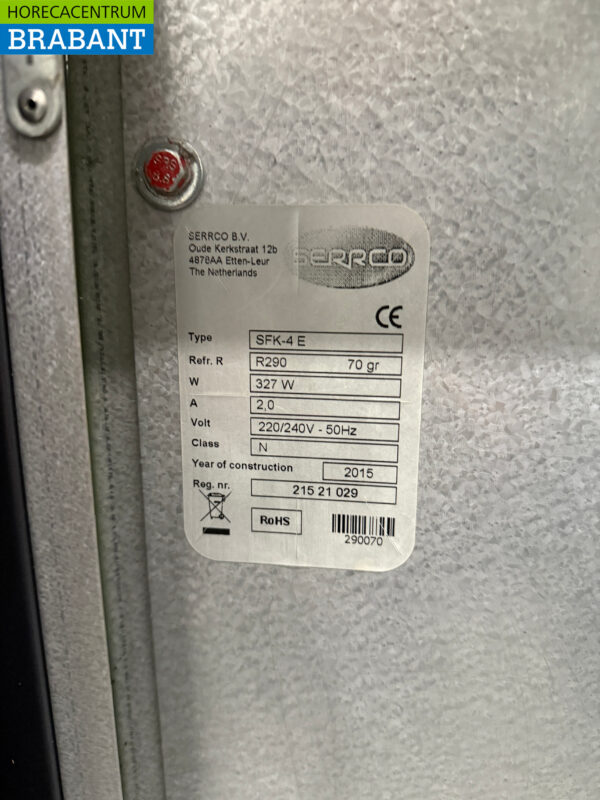 HORECACENTRUM
BRABANT
SERRCO B.V.
Oude Kerkstraat 12b
4878AA Etten-Leur
The Netherlands
SERRCO
CE
Type SFK-4 E
Refr. R R290 70 gr
W 327 W
A 2,0
Volt 220/240V - 50Hz
Class N
Year of construction 2015
Reg. nr. 215 21 029
RoHS
290070